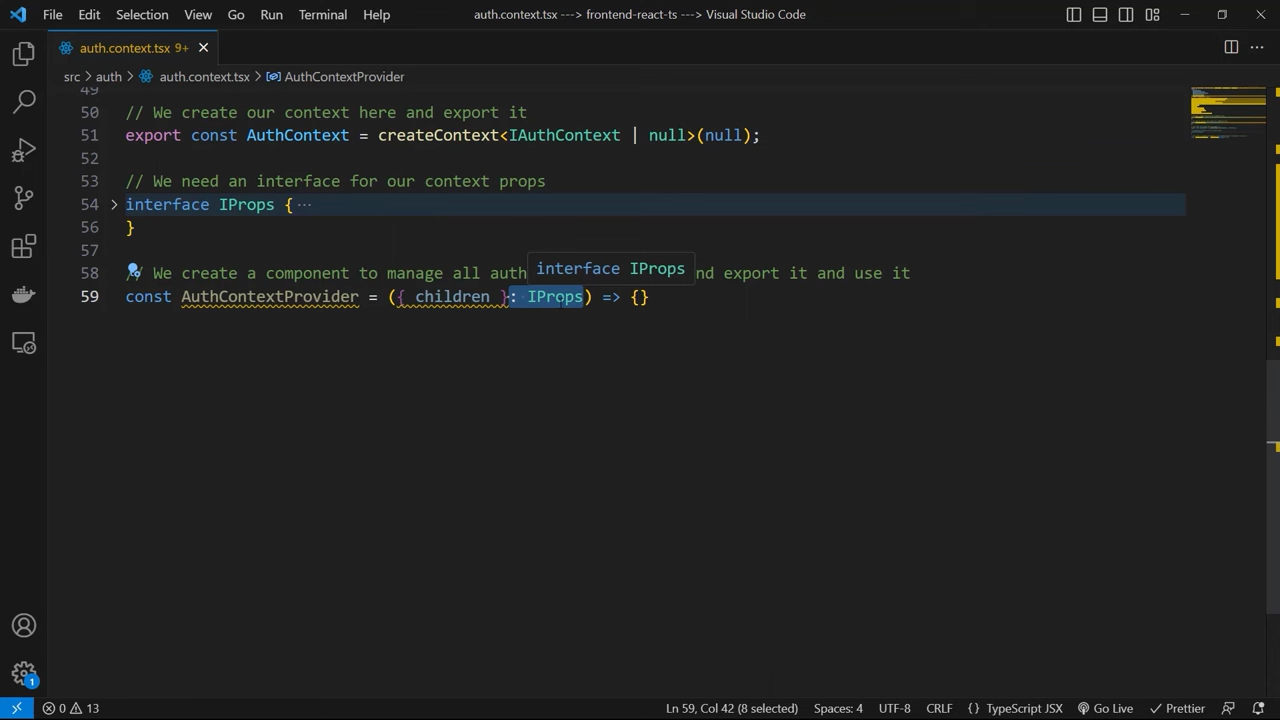 File Edit Selection View Go Run Terminal Help auth.context.tsx ---> frontend-react-ts ---> Visual Studio Code
auth.context.tsx 9+
src > auth > auth.context.tsx > AuthContextProvider
49
50 // We create our context here and export it
51 export const AuthContext = createContext<IAuthContext | null>(null);
52
53 // We need an interface for our context props
54 interface IProps { ···
56 }
57
interface IProps
58 // We create a component to manage all auth nd export it and use it
59 const AuthContextProvider = ({ children }: IProps) => {}
1
0 13 Ln 59, Col 42 (8 selected) Spaces: 4 UTF-8 CRLF {} TypeScript JSX Go Live Prettier